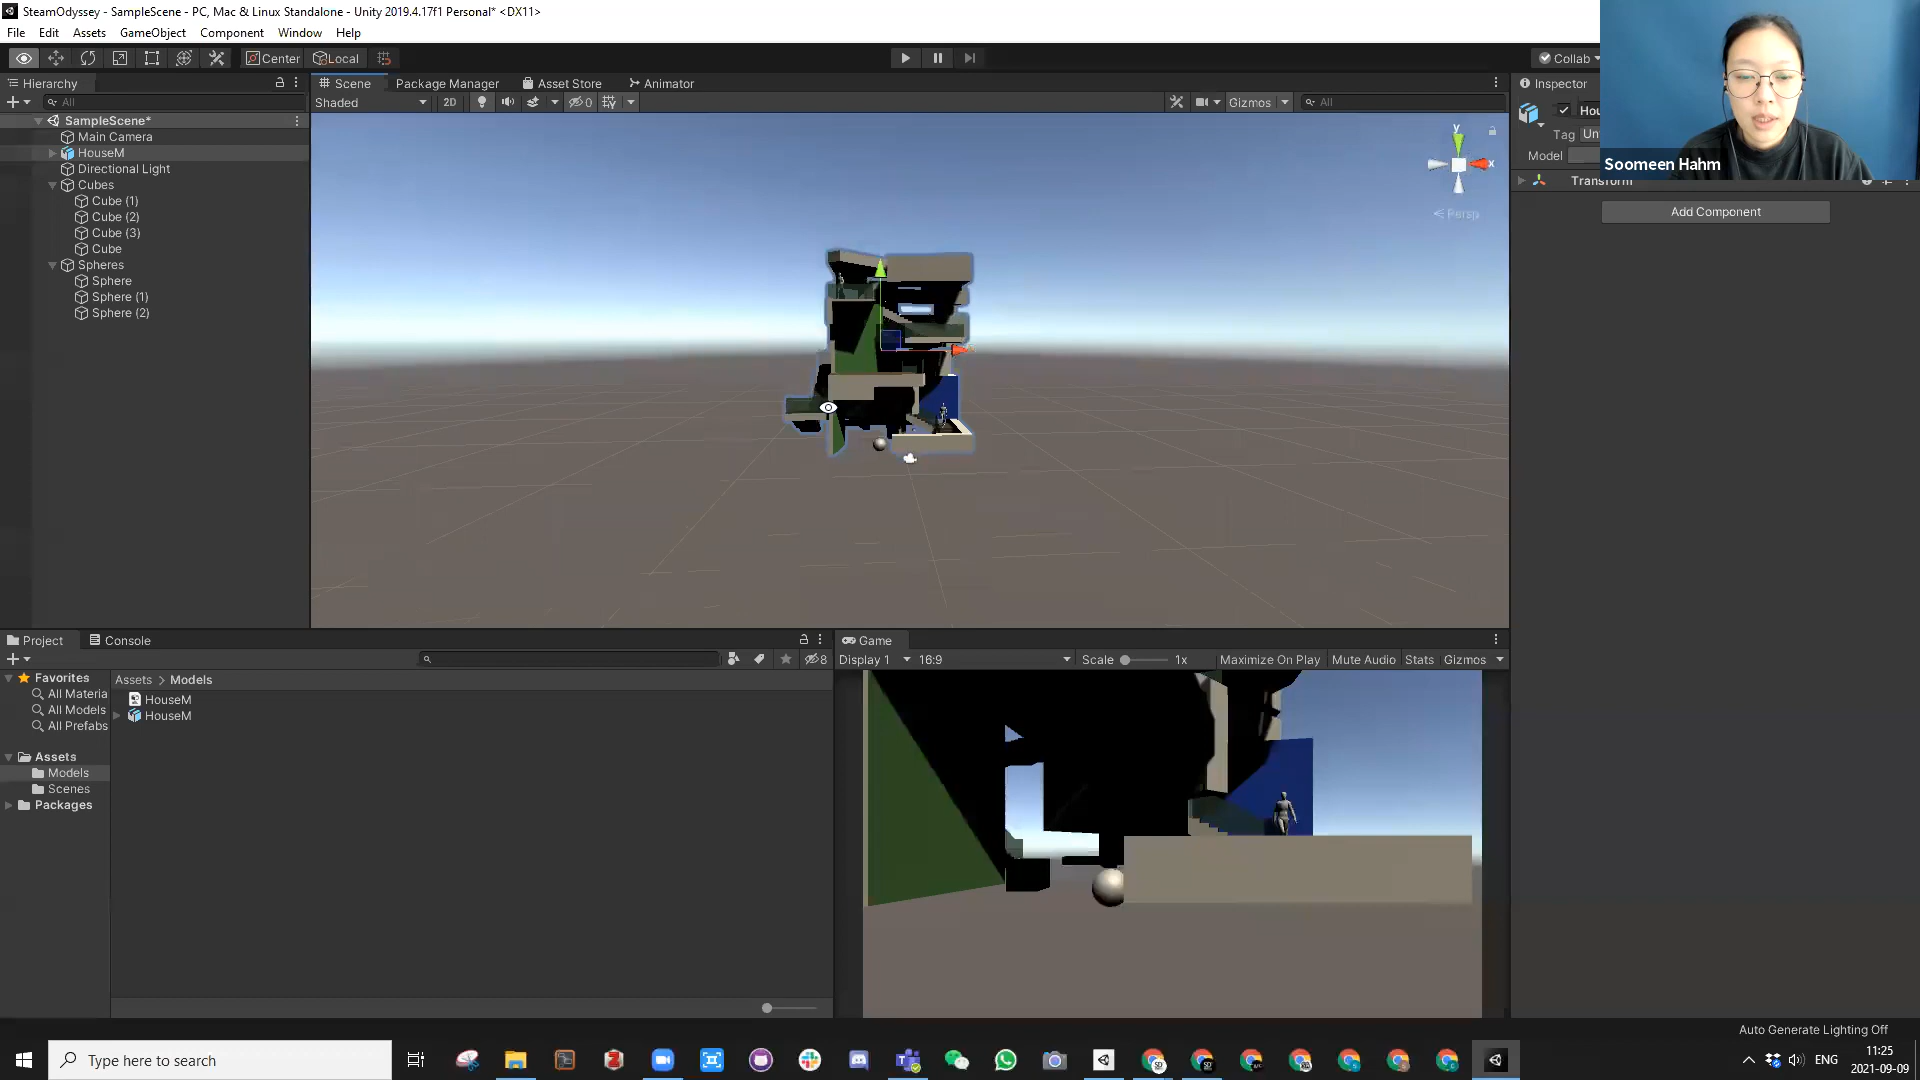 SteamOdyssey - SampleScene - PC, Mac & Linux Standalone - Unity 2019.4.17f1 Personal* <DX11>
File Edit Assets GameObject Component Window Help
Center Local Collab
Hierarchy Scene Package Manager Asset Store Animator Inspector
All Shaded 2D 0 Gizmos All
SampleScene*
Main Camera
HouseM
Directional Light
Cubes
Cube (1)
Cube (2)
Cube (3)
Cube
Spheres
Sphere
Sphere (1)
Sphere (2)
y
x
Persp
Tag
Model
Soomeen Hahm
Transform
Add Component
Project Console
8
Favorites
All Materia
All Models
All Prefabs
Assets
Models
Scenes
Packages
Assets > Models
HouseM
HouseM
Game
Display 1 16:9 Scale 1x Maximize On Play Mute Audio Stats Gizmos
Auto Generate Lighting Off
Type here to search
ENG
11:25
2021-09-09